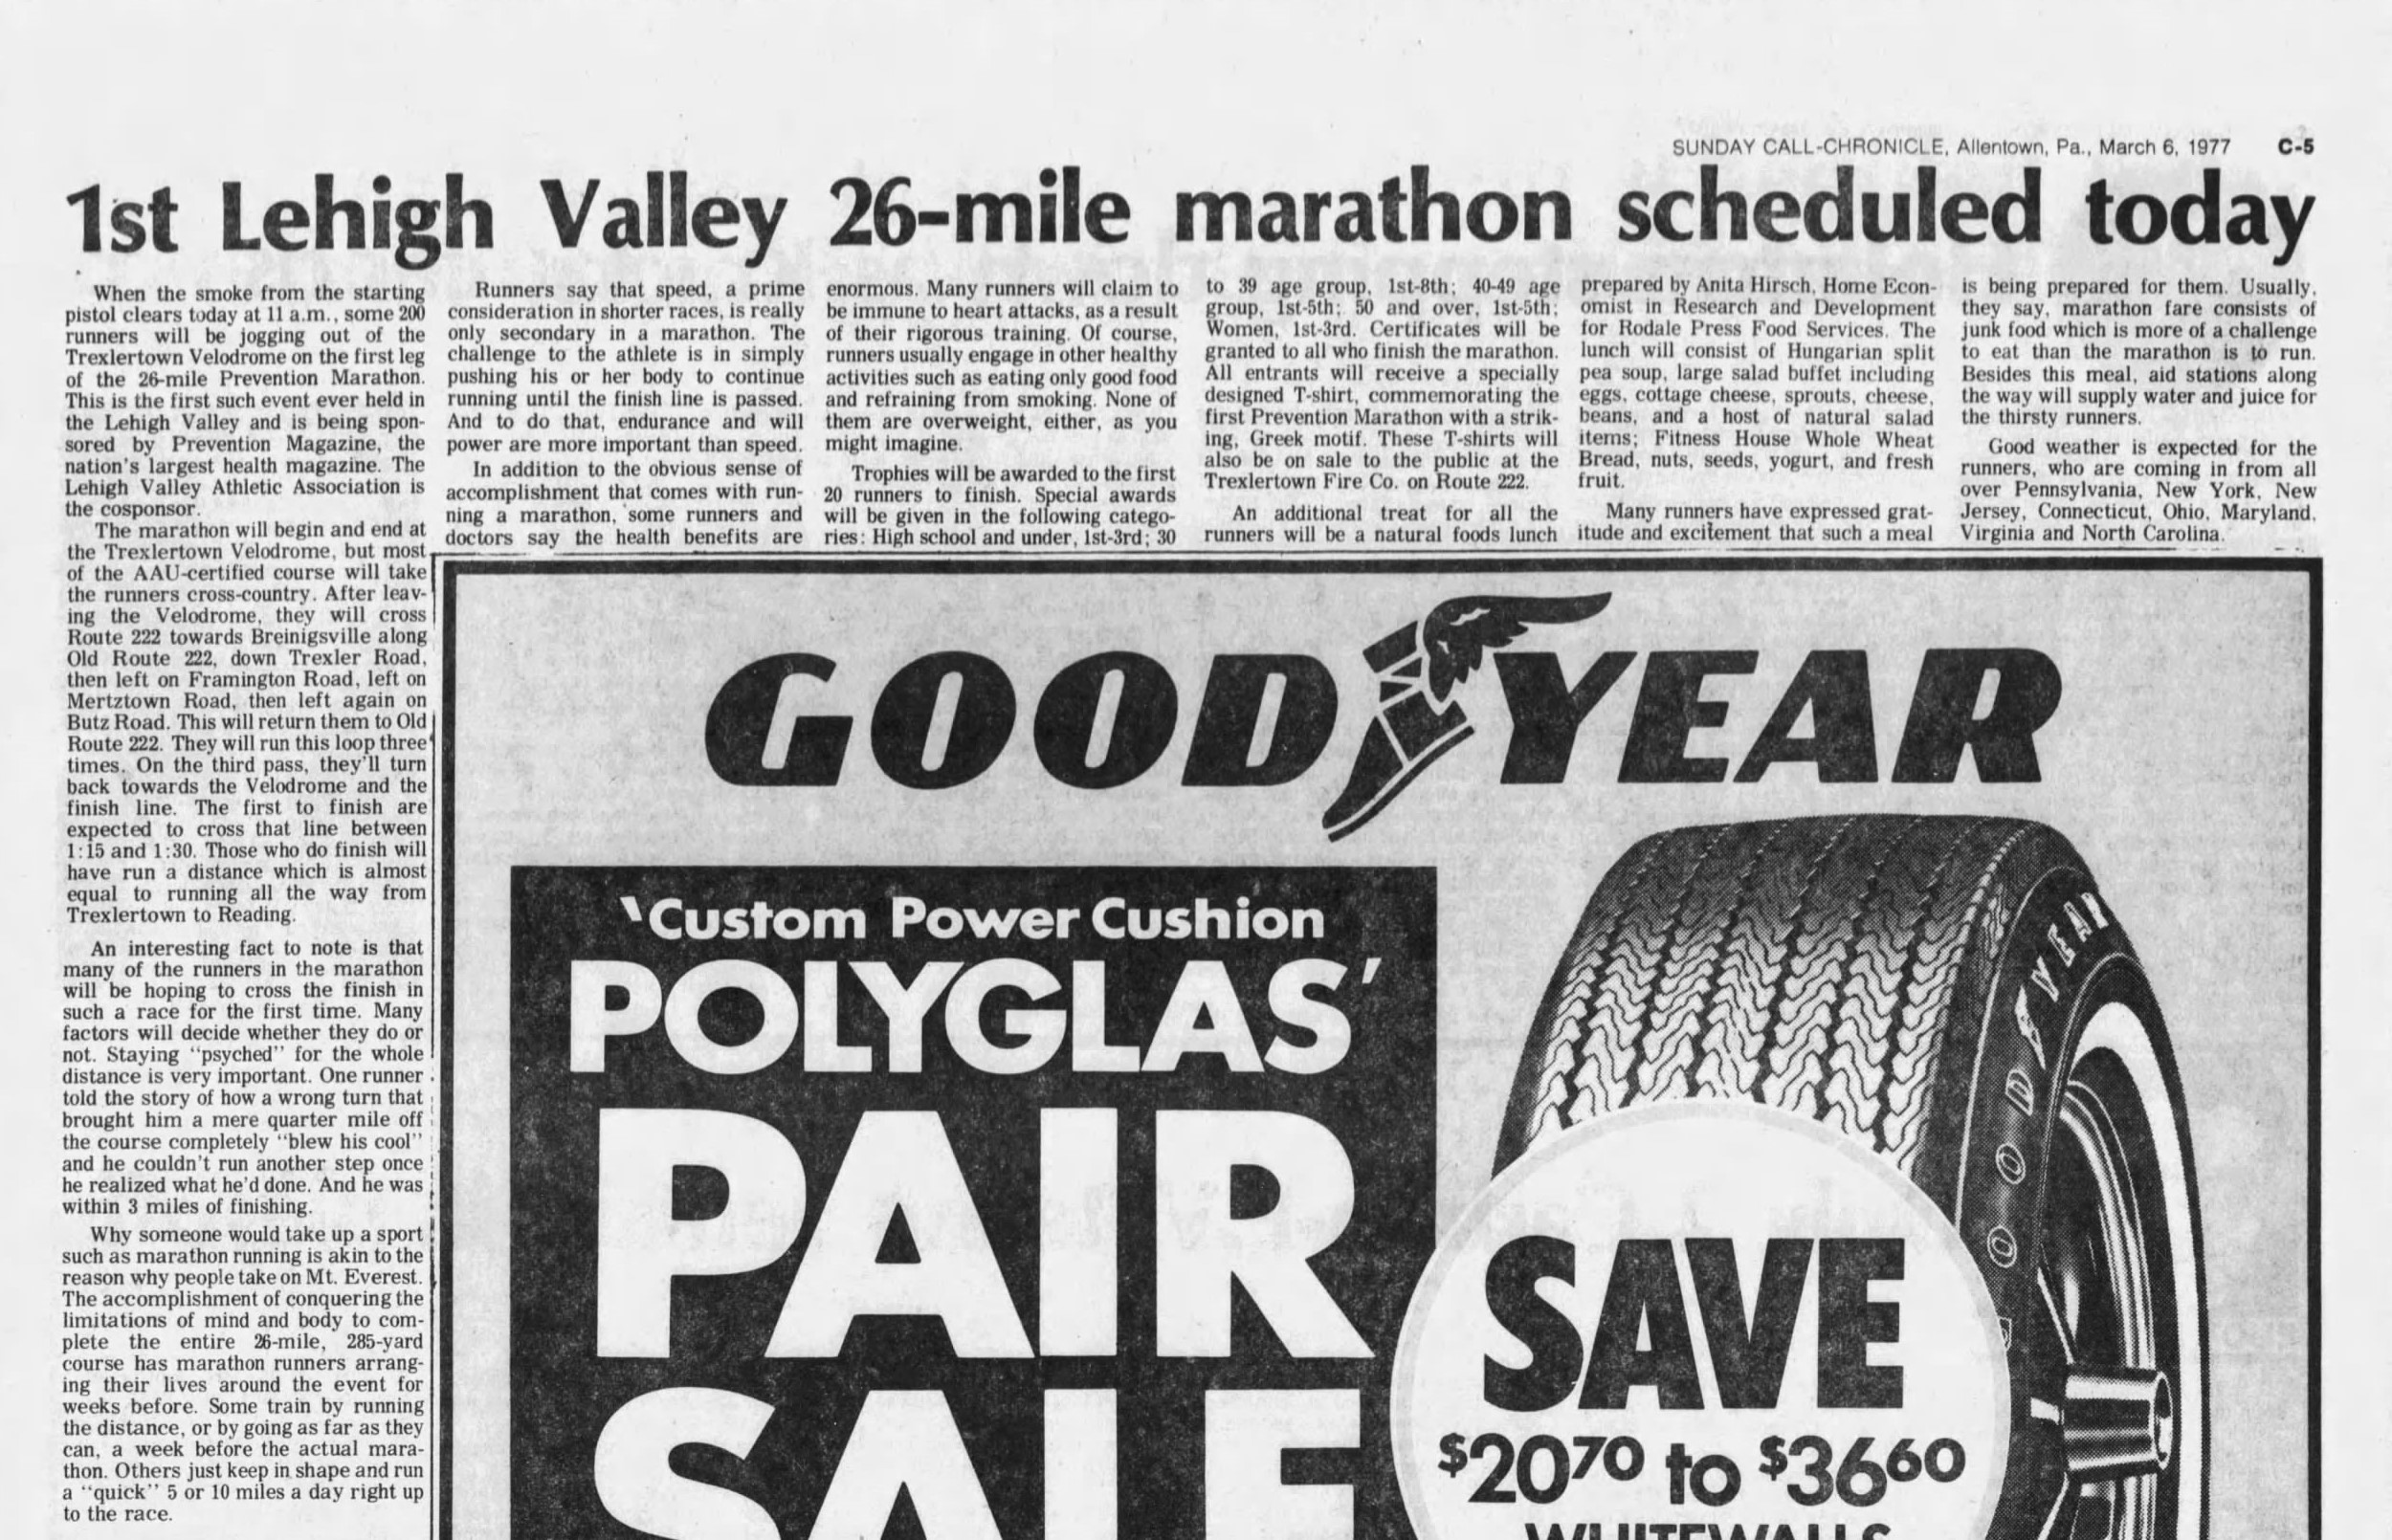 SUNDAY CALL-CHRONICLE, Allentown, Pa., March 6, 1977 C-5
1st Lehigh Valley 26-mile marathon scheduled today
When the smoke from the starting
pistol clears today at 11 a.m., some 200
runners will be jogging out of the
Trexlertown Velodrome on the first leg
of the 26-mile Prevention Marathon.
This is the first such event ever held in
the Lehigh Valley and is being spon-
sored by Prevention Magazine, the
nation's largest health magazine. The
Lehigh Valley Athletic Association is
the cosponsor.
The marathon will begin and end at
the Trexlertown Velodrome, but most
of the AAU-certified course will take
the runners cross-country. After leav-
ing the Velodrome, they will cross
Route 222 towards Breinigsville along
Old Route 222, down Trexler Road,
then left on Framington Road, left on
Mertztown Road, then left again on
Butz Road. This will return them to Old
Route 222. They will run this loop three
times. On the third pass, they'll turn
back towards the Velodrome and the
finish line. The first to finish are
expected to cross that line between
1:15 and 1:30. Those who do finish will
have run a distance which is almost
equal to running all the way from
Trexlertown to Reading.
An interesting fact to note is that
many of the runners in the marathon
will be hoping to cross the finish in
such a race for the first time. Many
factors will decide whether they do or
not. Staying "psyched" for the whole
distance is very important. One runner
told the story of how a wrong turn that
brought him a mere quarter mile off
the course completely "blew his cool"
and he couldn't run another step once
he realized what he'd done. And he was
within 3 miles of finishing.
Why someone would take up a sport
such as marathon running is akin to the
reason why people take on Mt. Everest.
The accomplishment of conquering the
limitations of mind and body to com-
plete the entire 26-mile, 285-yard
course has marathon runners arrang-
ing their lives around the event for
weeks before. Some train by running
the distance, or by going as far as they
can, a week before the actual mara-
thon. Others just keep in shape and run
a "quick" 5 or 10 miles a day right up
to the race.
Runners say that speed, a prime
consideration in shorter races, is really
only secondary in a marathon. The
challenge to the athlete is in simply
pushing his or her body to continue
running until the finish line is passed.
And to do that, endurance and will
power are more important than speed.
In addition to the obvious sense of
accomplishment that comes with run-
ning a marathon, some runners and
doctors say the health benefits are
enormous. Many runners will claim to
be immune to heart attacks, as a result
of their rigorous training. Of course,
runners usually engage in other healthy
activities such as eating only good food
and refraining from smoking. None of
them are overweight, either, as you
might imagine.
Trophies will be awarded to the first
20 runners to finish. Special awards
will be given in the following catego-
ries: High school and under, 1st-3rd; 30
to 39 age group, 1st-8th; 40-49 age
group, 1st-5th; 50 and over, 1st-5th;
Women, 1st-3rd. Certificates will be
granted to all who finish the marathon.
All entrants will receive a specially
designed T-shirt, commemorating the
first Prevention Marathon with a strik-
ing, Greek motif. These T-shirts will
also be on sale to the public at the
Trexlertown Fire Co. on Route 222.
An additional treat for all the
runners will be a natural foods lunch
prepared by Anita Hirsch, Home Econ-
omist in Research and Development
for Rodale Press Food Services. The
lunch will consist of Hungarian split
pea soup, large salad buffet including
eggs, cottage cheese, sprouts, cheese,
beans, and a host of natural salad
items; Fitness House Whole Wheat
Bread, nuts, seeds, yogurt, and fresh
fruit.
Many runners have expressed grat-
itude and excitement that such a meal
is being prepared for them. Usually,
they say, marathon fare consists of
junk food which is more of a challenge
to eat than the marathon is to run.
Besides this meal, aid stations along
the way will supply water and juice for
the thirsty runners.
Good weather is expected for the
runners, who are coming in from all
over Pennsylvania, New York, New
Jersey, Connecticut, Ohio, Maryland,
Virginia and North Carolina.
GOODYEAR
'Custom Power Cushion
POLYGLAS'
PAIR
SALE
GOODYEAR
SAVE
$20 70 to $36 60
WHITEWALLS